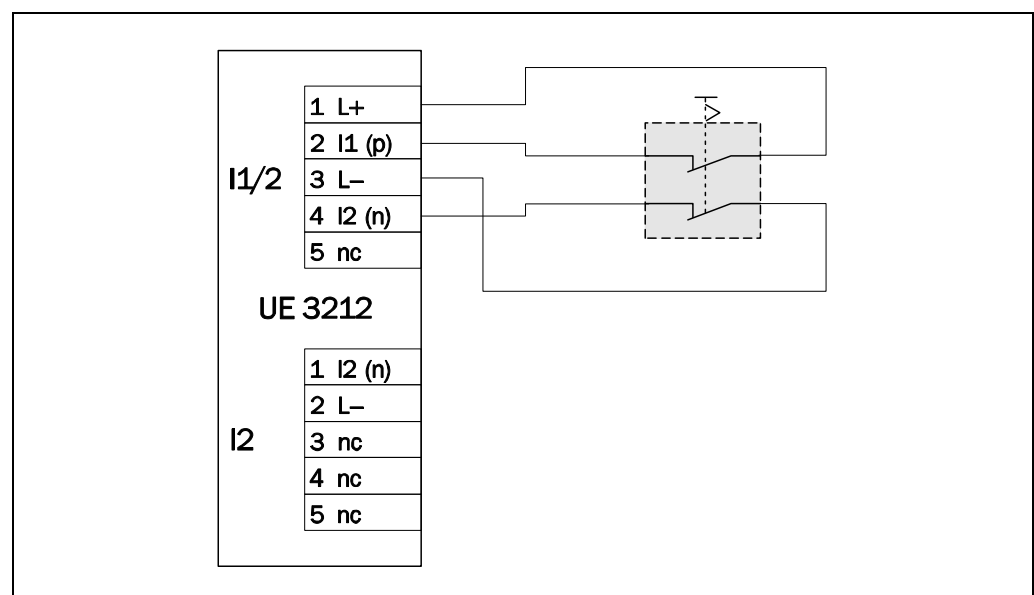 I1/2
1 L+
2 I1 (p)
3 L–
4 I2 (n)
5 nc
UE 3212
I2
1 I2 (n)
2 L–
3 nc
4 nc
5 nc